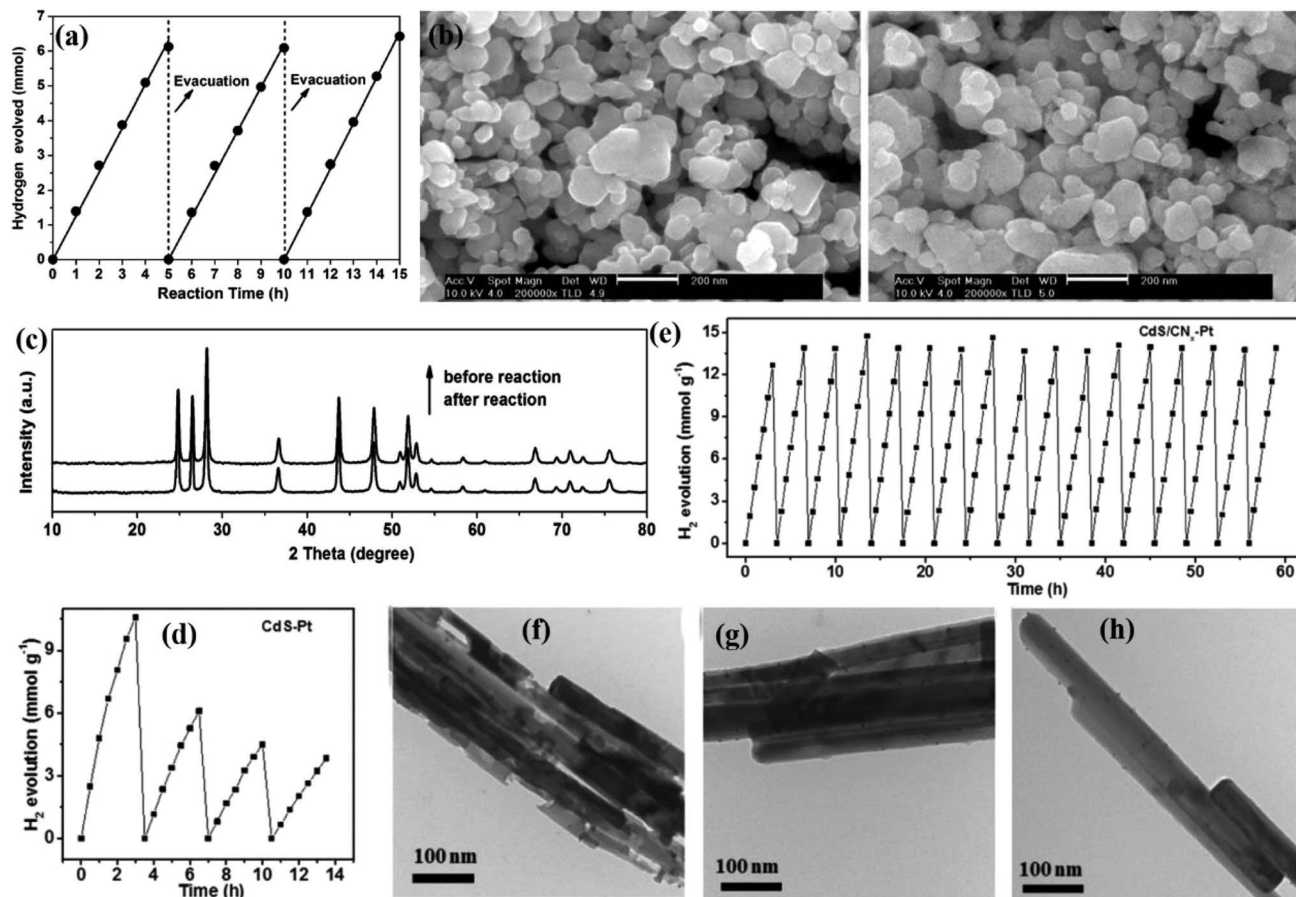 (a)
Hydrogen evolved (mmol)
7
6
5
4
3
2
1
0
Evacuation
Evacuation
0 1 2 3 4 5 6 7 8 9 10 11 12 13 14 15
Reaction Time (h)
(b)
Acc.V Spot Magn Det WD 200 nm
10.0 kV 4.0 200000x TLD 4.9
Acc.V Spot Magn Det WD 200 nm
10.0 kV 4.0 200000x TLD 5.0
(c)
before reaction
after reaction
Intensity (a.u.)
10 20 30 40 50 60 70 80
2 Theta (degree)
(e)
CdS/CNx-Pt
H2 evolution (mmol g-1)
15
12
9
6
3
0
0 10 20 30 40 50 60
Time (h)
(d)
CdS-Pt
H2 evolution (mmol g-1)
9
6
3
0
0 2 4 6 8 10 12 14
Time (h)
(f)
100 nm
(g)
100 nm
(h)
100 nm